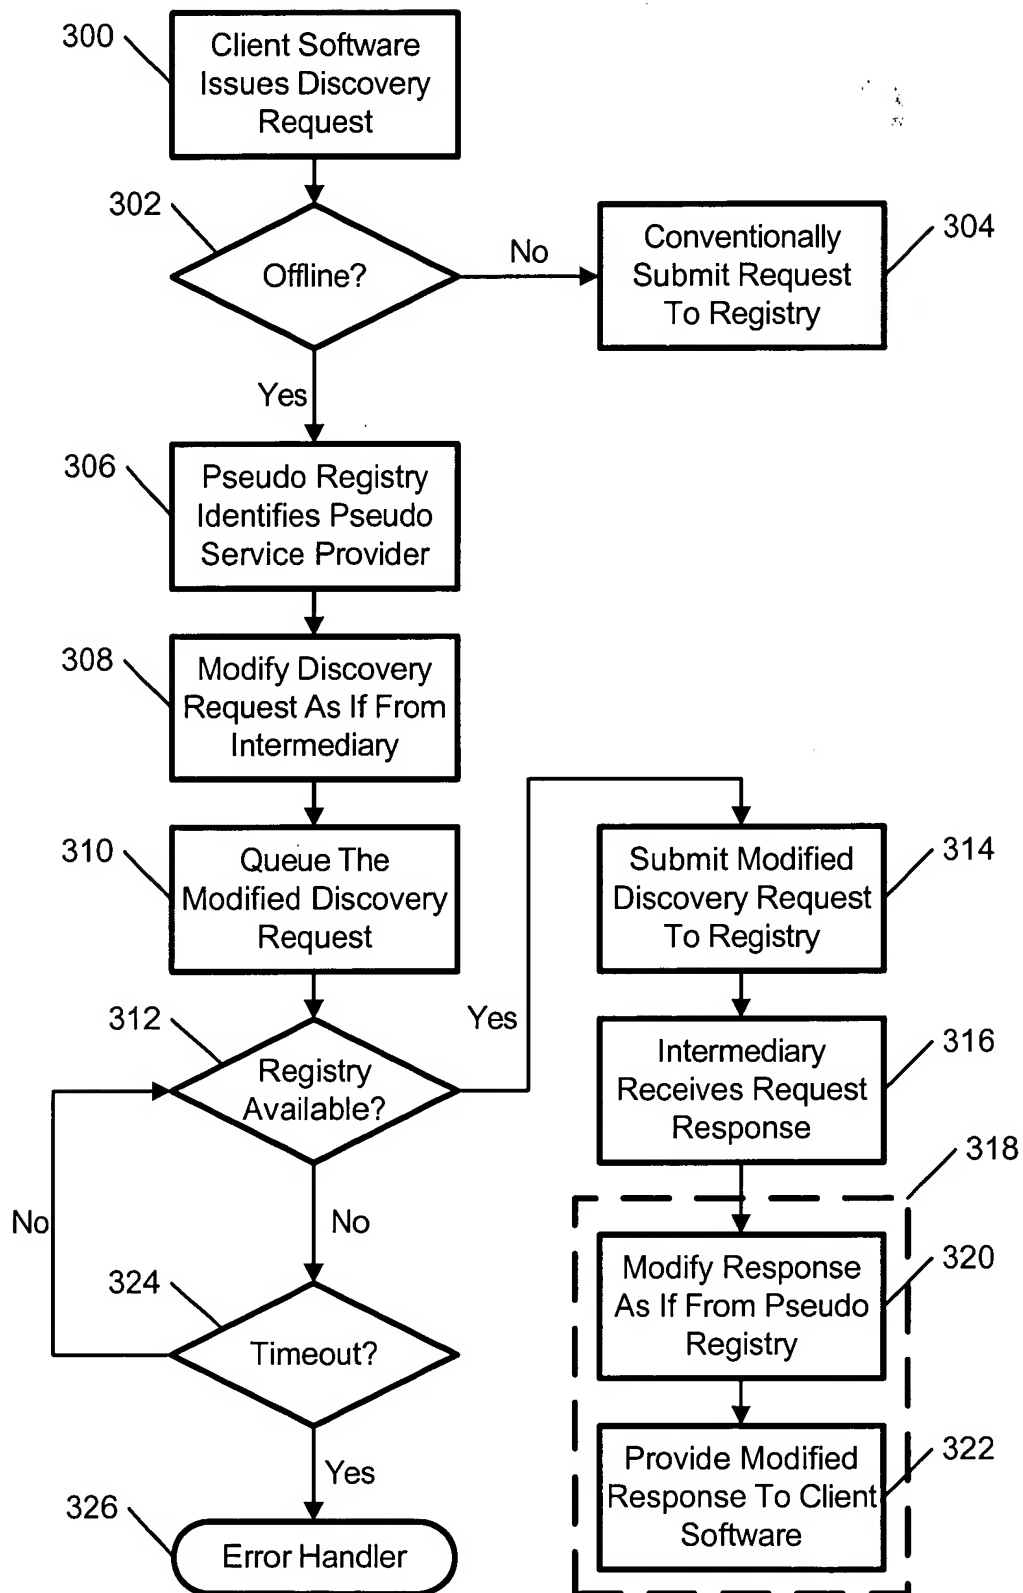 300
Client Software
Issues Discovery
Request
302
Offline?
No
Conventionally
Submit Request
To Registry
304
Yes
306
Pseudo Registry
Identifies Pseudo
Service Provider
308
Modify Discovery
Request As If From
Intermediary
310
Queue The
Modified Discovery
Request
Submit Modified
Discovery Request
To Registry
314
312
Yes
Registry
Available?
Intermediary
Receives Request
Response
316
318
No
No
324
Timeout?
Modify Response
As If From Pseudo
Registry
320
Provide Modified
Response To Client
Software
322
Yes
326
Error Handler